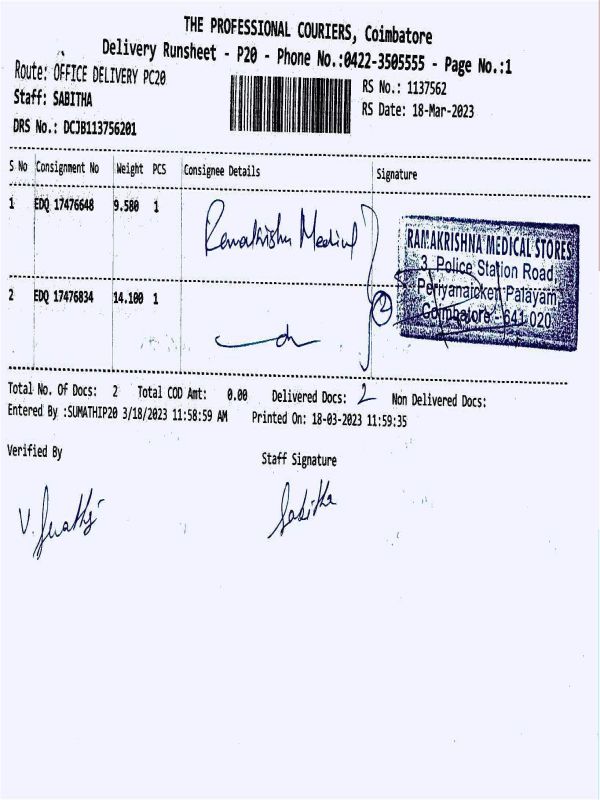 THE PROFESSIONAL COURIERS, Coimbatore
Delivery Runsheet - P20 - Phone No.:0422-3505555 - Page No.:1
Route: OFFICE DELIVERY PC20
RS No.: 1137562
Staff: SABITHA
RS Date: 18-Mar-2023
DRS No.: DCJB113756201
S No Consignment No Weight PCS Consignee Details Signature
1 EDQ 17476648 9.580 1 Ramakrishna Medical
RAMAKRISHNA MEDICAL STORES
3, Police Station Road
Periyanaicken Palayam
Coimbatore - 641 020
2 EDQ 17476834 14.100 1
2
Total No. Of Docs: 2 Total COD Amt: 0.00 Delivered Docs: 2 Non Delivered Docs:
Entered By :SUMATHIP20 3/18/2023 11:58:59 AM Printed On: 18-03-2023 11:59:35
Verified By
Staff Signature
Sabitha